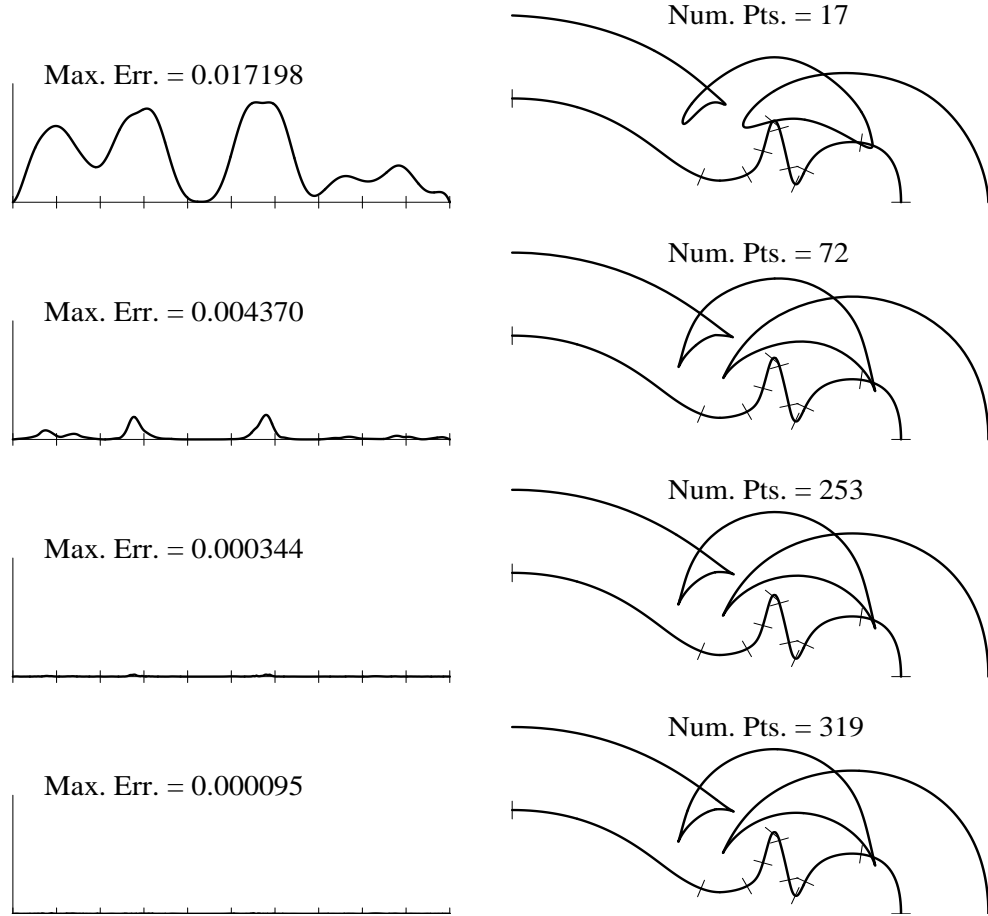 Num. Pts. = 17
Max. Err. = 0.017198
Num. Pts. = 72
Max. Err. = 0.004370
Num. Pts. = 253
Max. Err. = 0.000344
Num. Pts. = 319
Max. Err. = 0.000095